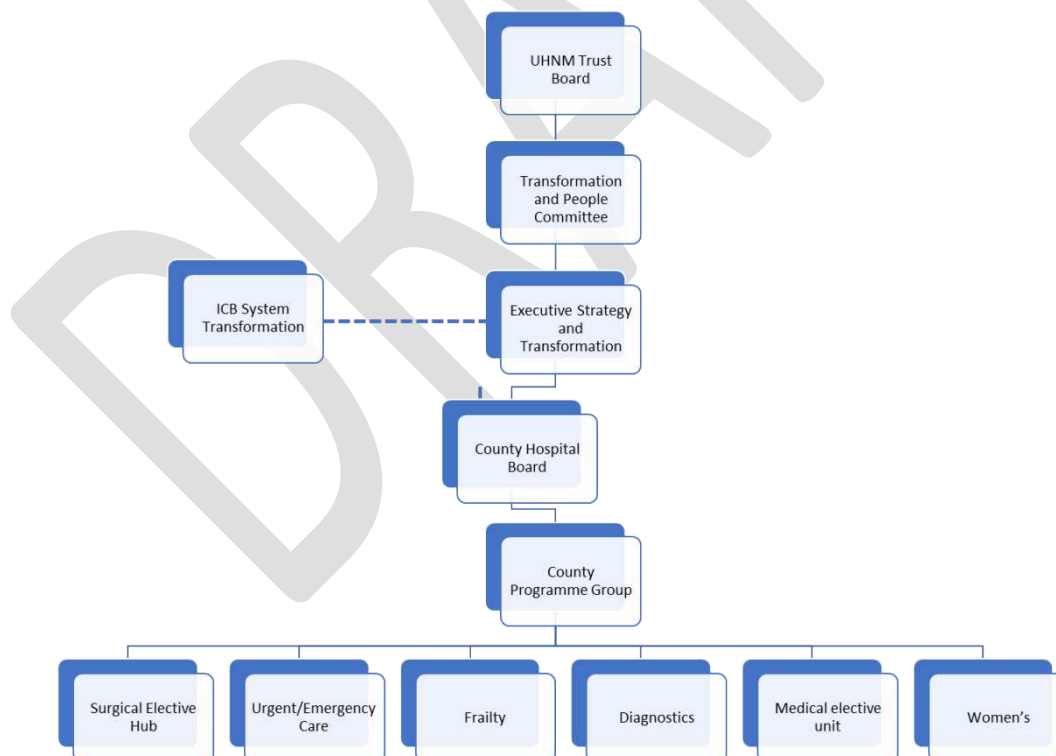 DRAFT
UHNM Trust
Board
Transformation
and People
Committee
ICB System
Transformation
Executive Strategy
and
Transformation
County Hospital
Board
County
Programme Group
Surgical Elective
Hub
Urgent/Emergency
Care
Frailty
Diagnostics
Medical elective
unit
Women's